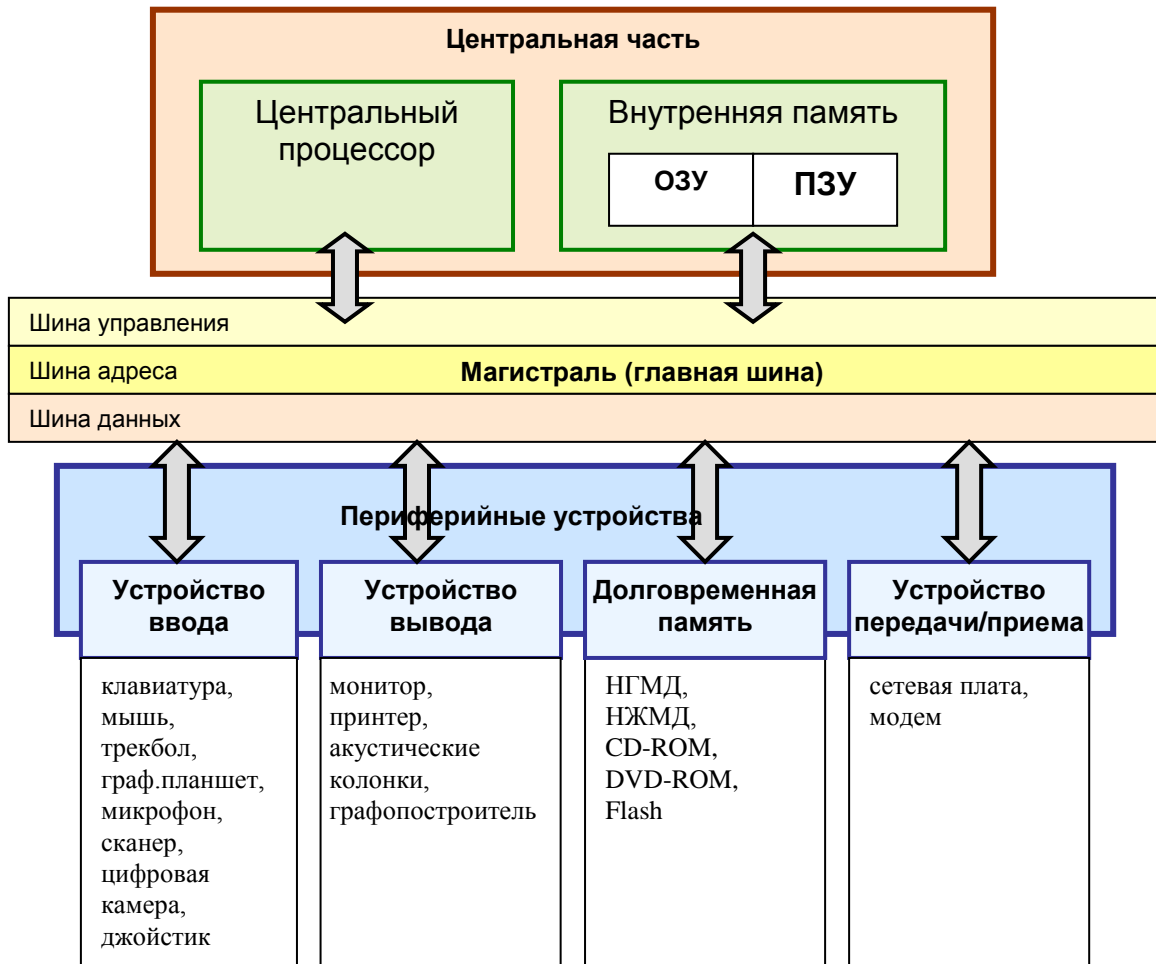 Центральная часть
Центральный
процессор
Внутренняя память
ОЗУ
ПЗУ
Шина управления
Шина адреса
Магистраль (главная шина)
Шина данных
Периферийные устройства
Устройство
ввода
Устройство
вывода
Долговременная
память
Устройство
передачи/приема
клавиатура,
мышь,
трекбол,
граф.планшет,
микрофон,
сканер,
цифровая
камера,
джойстик
монитор,
принтер,
акустические
колонки,
графопостроитель
НГМД,
НЖМД,
CD-ROM,
DVD-ROM,
Flash
сетевая плата,
модем